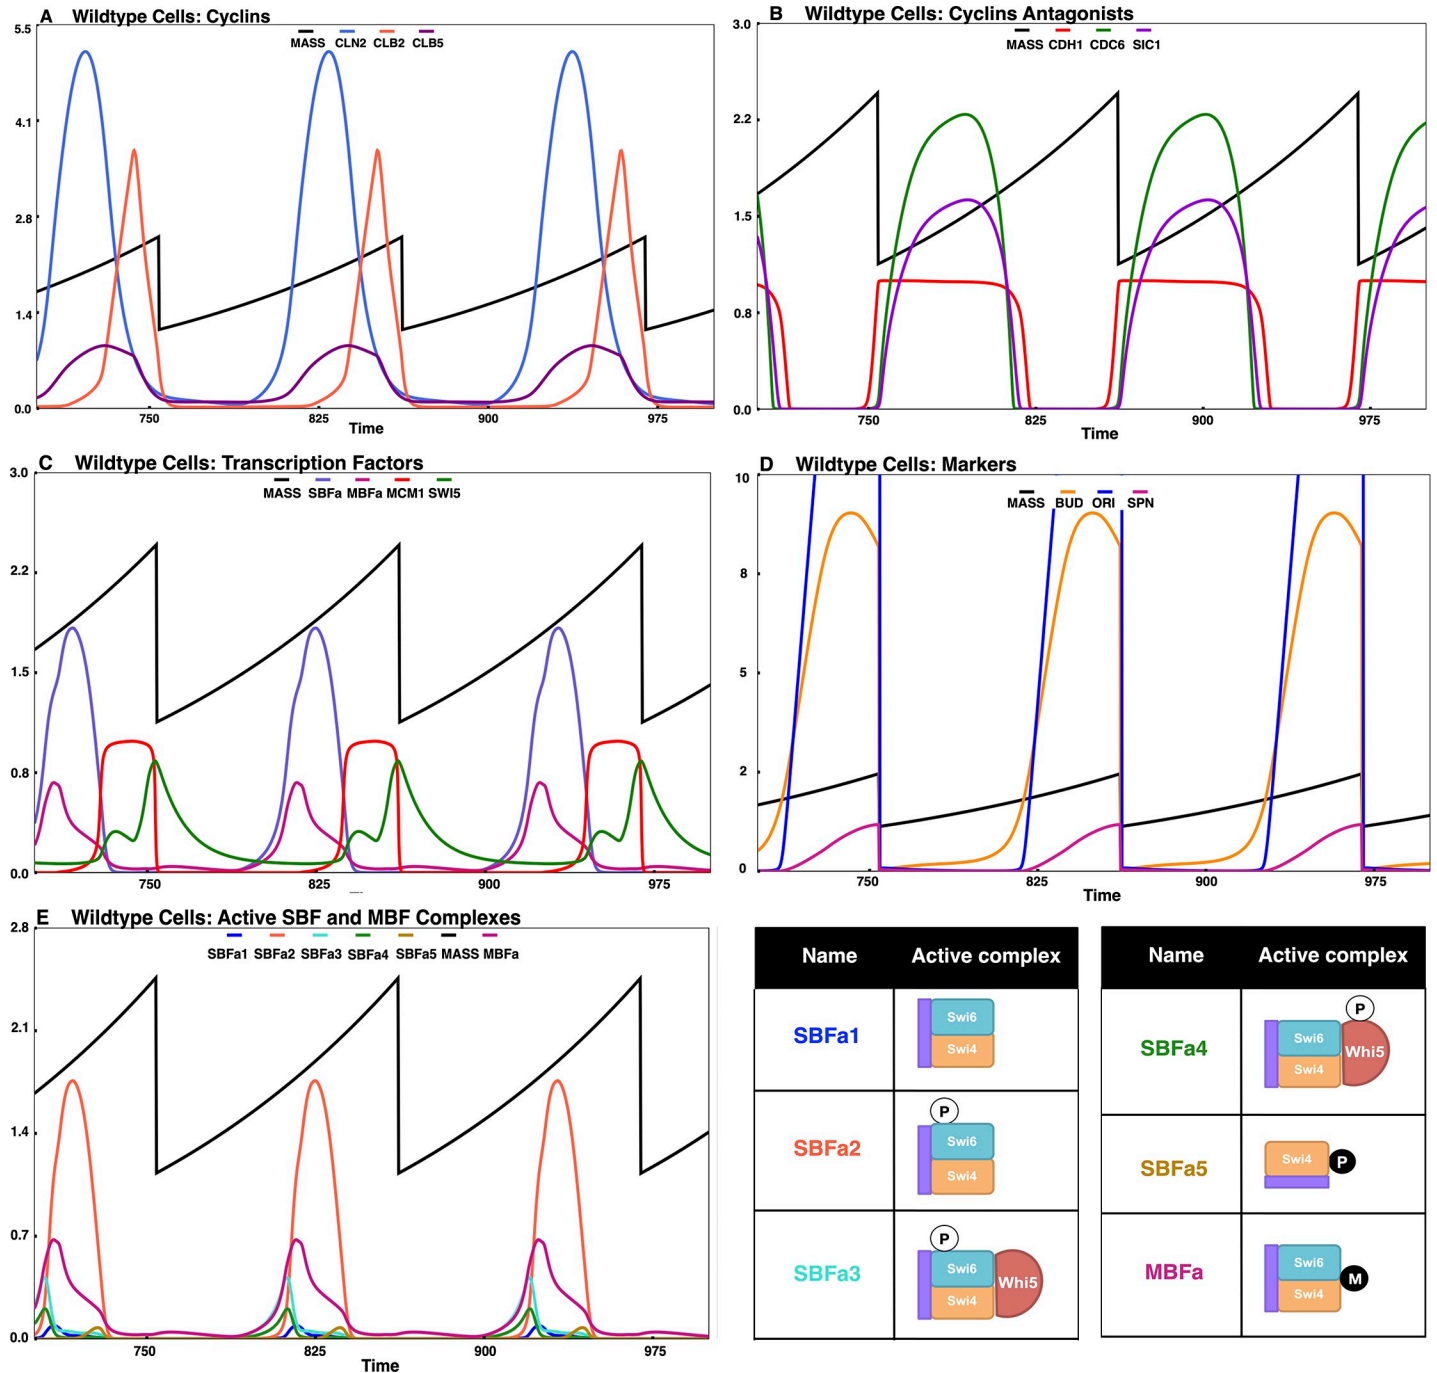 A Wildtype Cells: Cyclins
MASS CLN2 CLB2 CLB5
5.5
4.1
2.8
1.4
0.0
750 825 900 975
Time
B Wildtype Cells: Cyclins Antagonists
MASS CDH1 CDC6 SIC1
3.0
2.2
1.5
0.8
0.0
750 825 900 975
Time
C Wildtype Cells: Transcription Factors
MASS SBFa MBFa MCM1 SWI5
3.0
2.2
1.5
0.8
0.0
750 825 900 975
D Wildtype Cells: Markers
MASS BUD ORI SPN
10
8
5
2
0
750 825 900 975
Time
E Wildtype Cells: Active SBF and MBF Complexes
SBFa1 SBFa2 SBFa3 SBFa4 SBFa5 MASS MBFa
2.8
2.1
1.4
0.7
0.0
750 825 900 975
Time
Name Active complex
SBFa1
Swi6
Swi4
SBFa2
P
Swi6
Swi4
SBFa3
P
Swi6
Swi4
Whi5
Name Active complex
SBFa4
P
Swi6
Swi4
Whi5
SBFa5
Swi4
P
MBFa
Swi6
Swi4
M